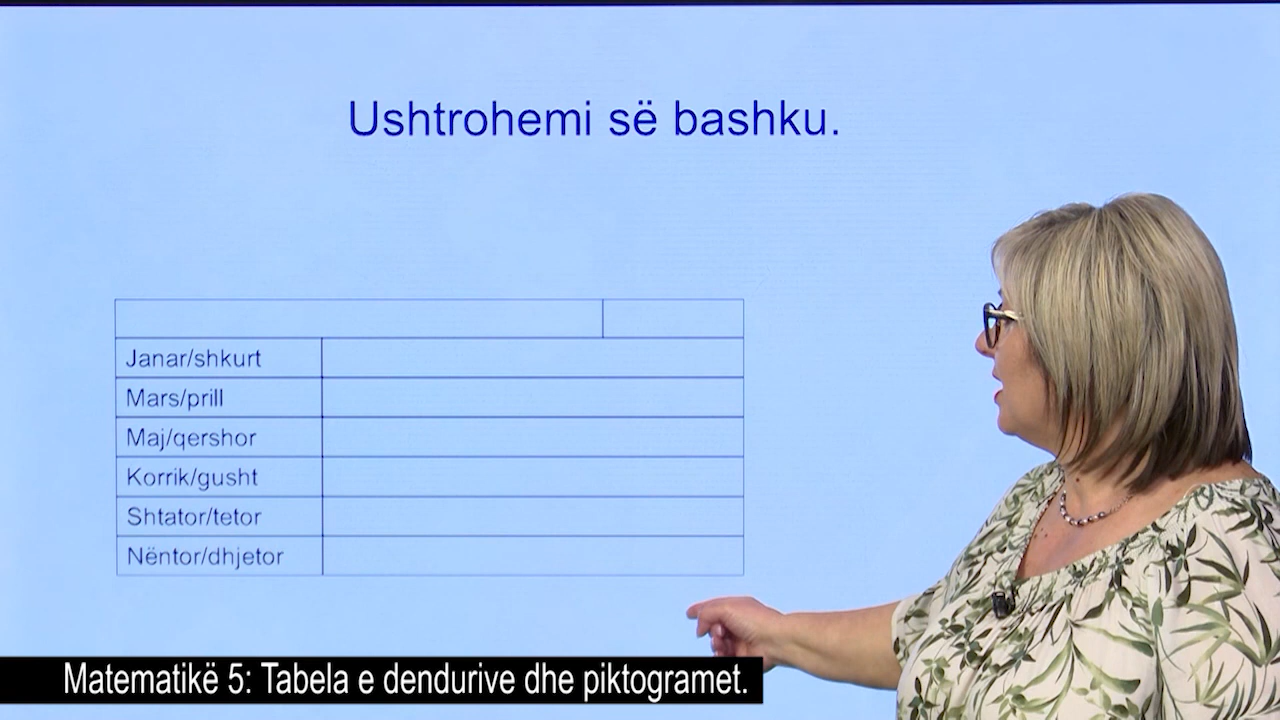 Ushtrohemi së bashku.
Janar/shkurt
Mars/prill
Maj/qershor
Korrik/gusht
Shtator/tetor
Nëntor/dhjetor
Matematikë 5: Tabela e dendurive dhe piktogramet.